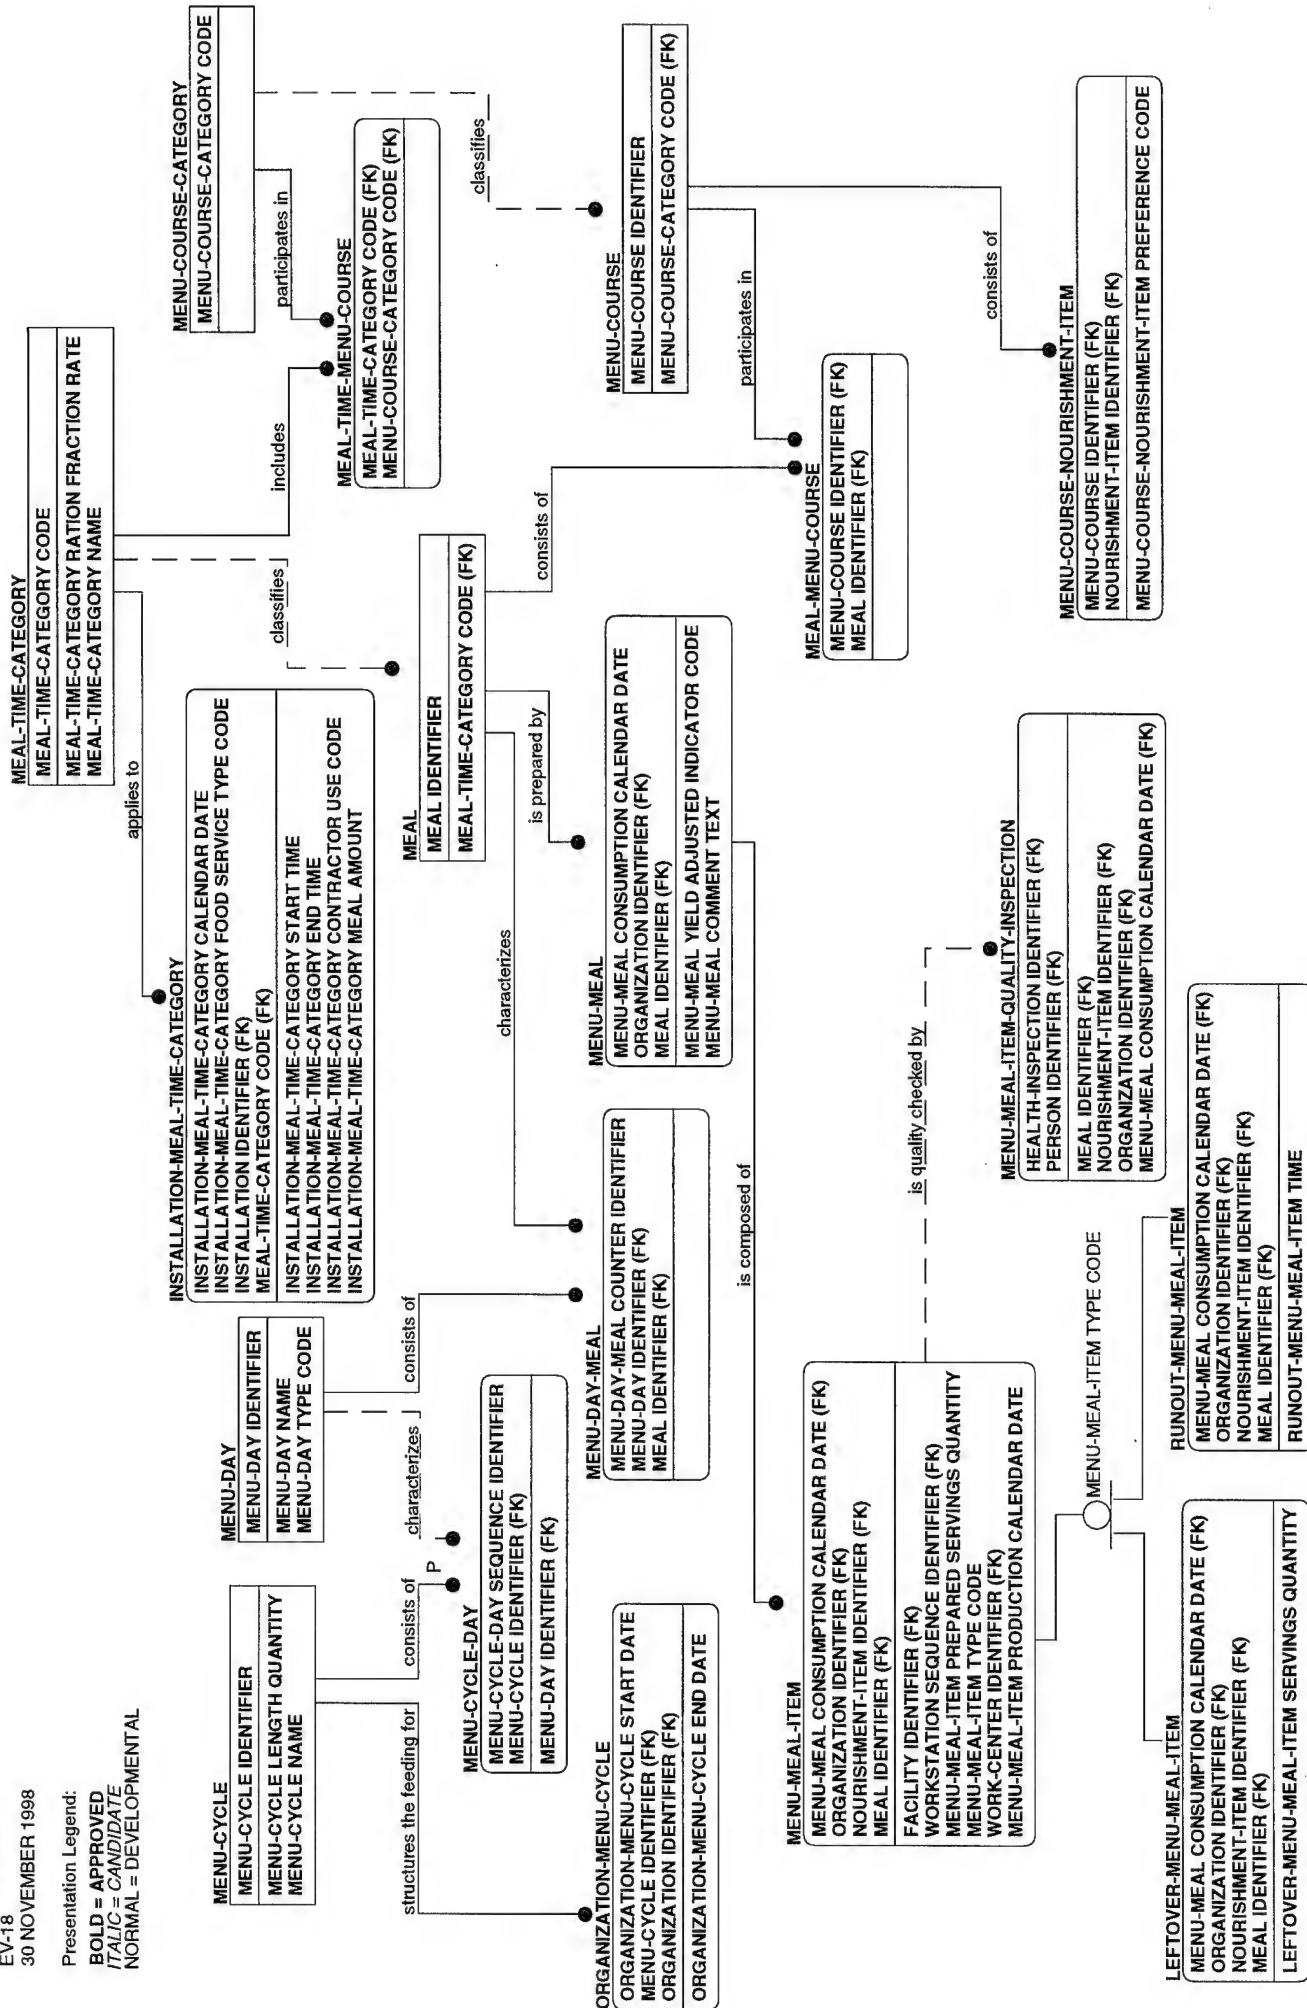 EV-18
30 NOVEMBER 1998
Presentation Legend:
BOLD = APPROVED
ITALIC = CANDIDATE
NORMAL = DEVELOPMENTAL
MENU-CYCLE
MENU-CYCLE IDENTIFIER
MENU-CYCLE LENGTH QUANTITY
MENU-CYCLE NAME
structures the feeding for
consists of
P
ORGANIZATION-MENU-CYCLE
ORGANIZATION-MENU-CYCLE START DATE
MENU-CYCLE IDENTIFIER (FK)
ORGANIZATION IDENTIFIER (FK)
ORGANIZATION-MENU-CYCLE END DATE
MENU-DAY
MENU-DAY IDENTIFIER
MENU-DAY NAME
MENU-DAY TYPE CODE
characterizes
consists of
MENU-CYCLE-DAY
MENU-CYCLE-DAY SEQUENCE IDENTIFIER
MENU-CYCLE IDENTIFIER (FK)
MENU-DAY IDENTIFIER (FK)
MENU-DAY-MEAL
MENU-DAY-MEAL COUNTER IDENTIFIER
MENU-DAY IDENTIFIER (FK)
MEAL IDENTIFIER (FK)
INSTALLATION-MEAL-TIME-CATEGORY
INSTALLATION-MEAL-TIME-CATEGORY CALENDAR DATE
INSTALLATION-MEAL-TIME-CATEGORY FOOD SERVICE TYPE CODE
INSTALLATION IDENTIFIER (FK)
MEAL-TIME-CATEGORY CODE (FK)
INSTALLATION-MEAL-TIME-CATEGORY START TIME
INSTALLATION-MEAL-TIME-CATEGORY END TIME
INSTALLATION-MEAL-TIME-CATEGORY CONTRACTOR USE CODE
INSTALLATION-MEAL-TIME-CATEGORY MEAL AMOUNT
MEAL-TIME-CATEGORY
MEAL-TIME-CATEGORY CODE
MEAL-TIME-CATEGORY RATION FRACTION RATE
MEAL-TIME-CATEGORY NAME
applies to
classifies
includes
MENU-COURSE-CATEGORY
MENU-COURSE-CATEGORY CODE
participates in
classifies
MEAL-TIME-MENU-COURSE
MEAL-TIME-CATEGORY CODE (FK)
MENU-COURSE-CATEGORY CODE (FK)
MEAL
MEAL IDENTIFIER
MEAL-TIME-CATEGORY CODE (FK)
characterizes
is prepared by
consists of
MENU-COURSE
MENU-COURSE IDENTIFIER
MENU-COURSE-CATEGORY CODE (FK)
participates in
consists of
MENU-MEAL
MENU-MEAL CONSUMPTION CALENDAR DATE
ORGANIZATION IDENTIFIER (FK)
MEAL IDENTIFIER (FK)
MENU-MEAL YIELD ADJUSTED INDICATOR CODE
MENU-MEAL COMMENT TEXT
is composed of
MEAL-MENU-COURSE
MENU-COURSE IDENTIFIER (FK)
MEAL IDENTIFIER (FK)
MENU-COURSE-NOURISHMENT-ITEM
MENU-COURSE IDENTIFIER (FK)
NOURISHMENT-ITEM IDENTIFIER (FK)
MENU-COURSE-NOURISHMENT-ITEM PREFERENCE CODE
MENU-MEAL-ITEM
MENU-MEAL CONSUMPTION CALENDAR DATE (FK)
ORGANIZATION IDENTIFIER (FK)
NOURISHMENT-ITEM IDENTIFIER (FK)
MEAL IDENTIFIER (FK)
FACILITY IDENTIFIER (FK)
WORKSTATION SEQUENCE IDENTIFIER (FK)
MENU-MEAL-ITEM PREPARED SERVINGS QUANTITY
MENU-MEAL-ITEM TYPE CODE
WORK-CENTER IDENTIFIER (FK)
MENU-MEAL-ITEM PRODUCTION CALENDAR DATE
is quality checked by
MENU-MEAL-ITEM-QUALITY-INSPECTION
HEALTH-INSPECTION IDENTIFIER (FK)
PERSON IDENTIFIER (FK)
MEAL IDENTIFIER (FK)
NOURISHMENT-ITEM IDENTIFIER (FK)
ORGANIZATION IDENTIFIER (FK)
MENU-MEAL CONSUMPTION CALENDAR DATE (FK)
MENU-MEAL-ITEM TYPE CODE
LEFTOVER-MENU-MEAL-ITEM
MENU-MEAL CONSUMPTION CALENDAR DATE (FK)
ORGANIZATION IDENTIFIER (FK)
NOURISHMENT-ITEM IDENTIFIER (FK)
MEAL IDENTIFIER (FK)
LEFTOVER-MENU-MEAL-ITEM SERVINGS QUANTITY
RUNOUT-MENU-MEAL-ITEM
MENU-MEAL CONSUMPTION CALENDAR DATE (FK)
ORGANIZATION IDENTIFIER (FK)
NOURISHMENT-ITEM IDENTIFIER (FK)
MEAL IDENTIFIER (FK)
RUNOUT-MENU-MEAL-ITEM TIME